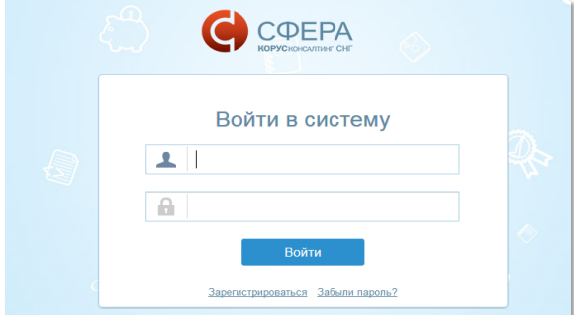 СФЕРА
КОРУС КОНСАЛТИНГ СНГ
Войти в систему
Войти
Зарегистрироваться Забыли пароль?